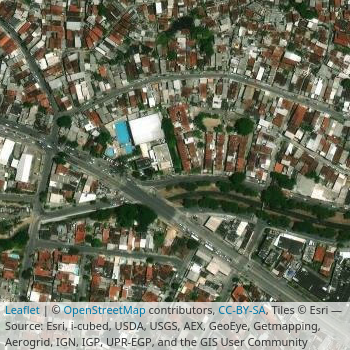 Leaflet | © OpenStreetMap contributors, CC-BY-SA, Tiles © Esri —
Source: Esri, i-cubed, USDA, USGS, AEX, GeoEye, Getmapping,
Aerogrid, IGN, IGP, UPR-EGP, and the GIS User Community